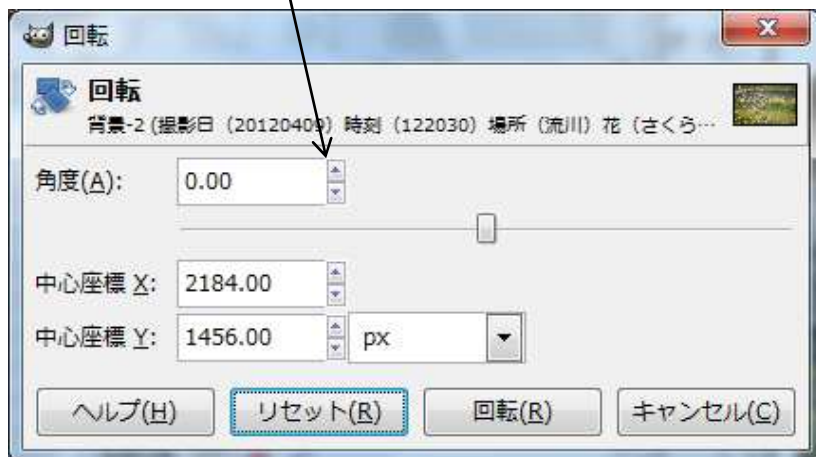 回転
回転
背景-2 (撮影日（20120409）時刻（122030）場所（流川）花（さくら…
角度(A): 0.00
中心座標 X: 2184.00
中心座標 Y: 1456.00 px
ヘルプ(H) リセット(R) 回転(R) キャンセル(C)